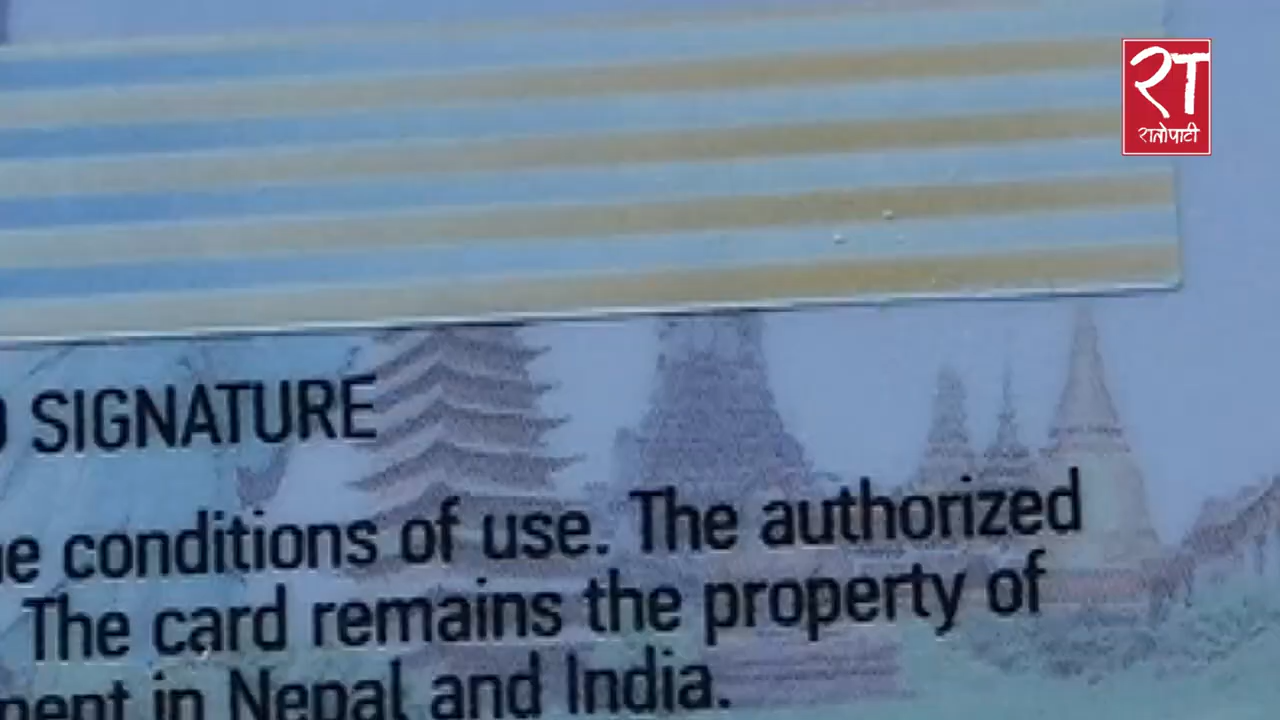 रातोपाटी
SIGNATURE
conditions of use. The authorized
The card remains the property of
in Nepal and India.